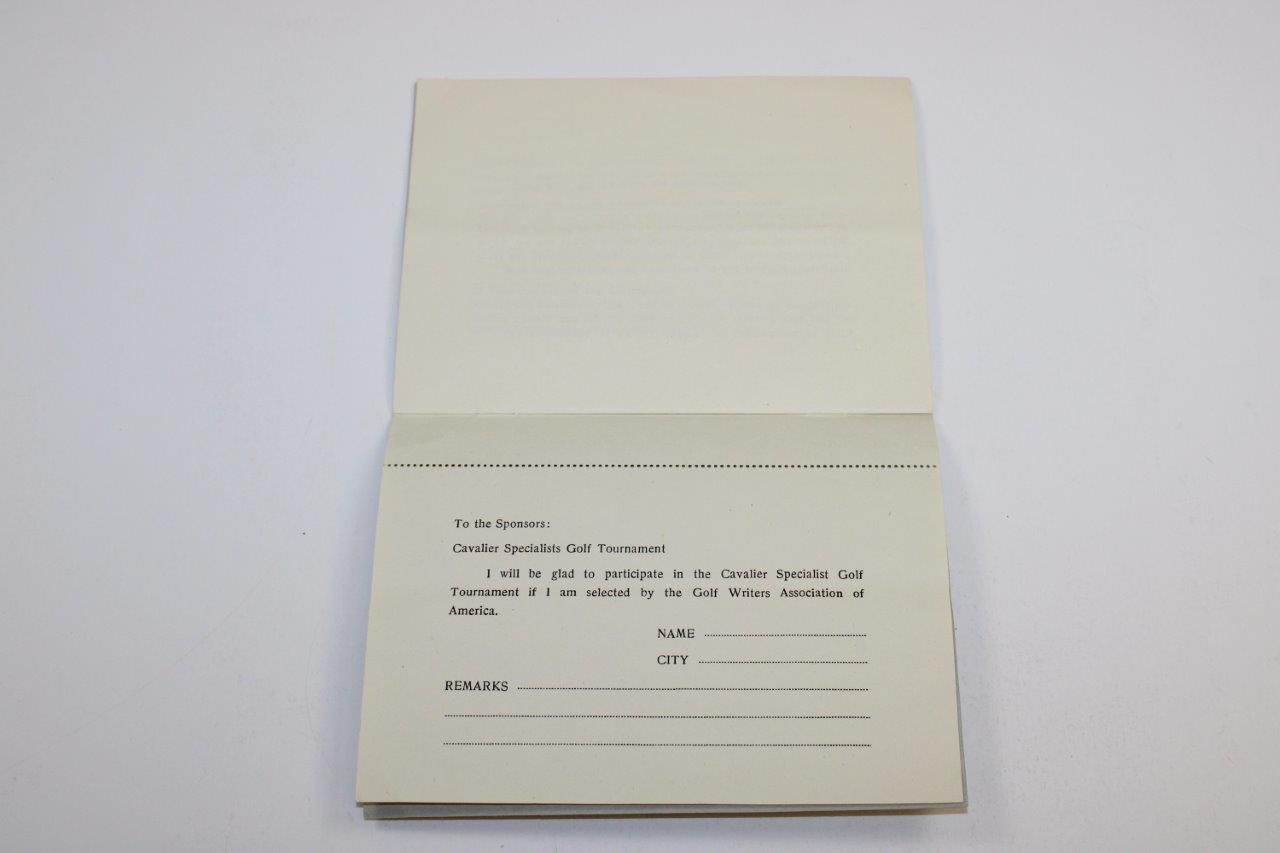 To the Sponsors:
Cavalier Specialists Golf Tournament
I will be glad to participate in the Cavalier Specialist Golf
Tournament if I am selected by the Golf Writers Association of
America.
NAME
CITY
REMARKS